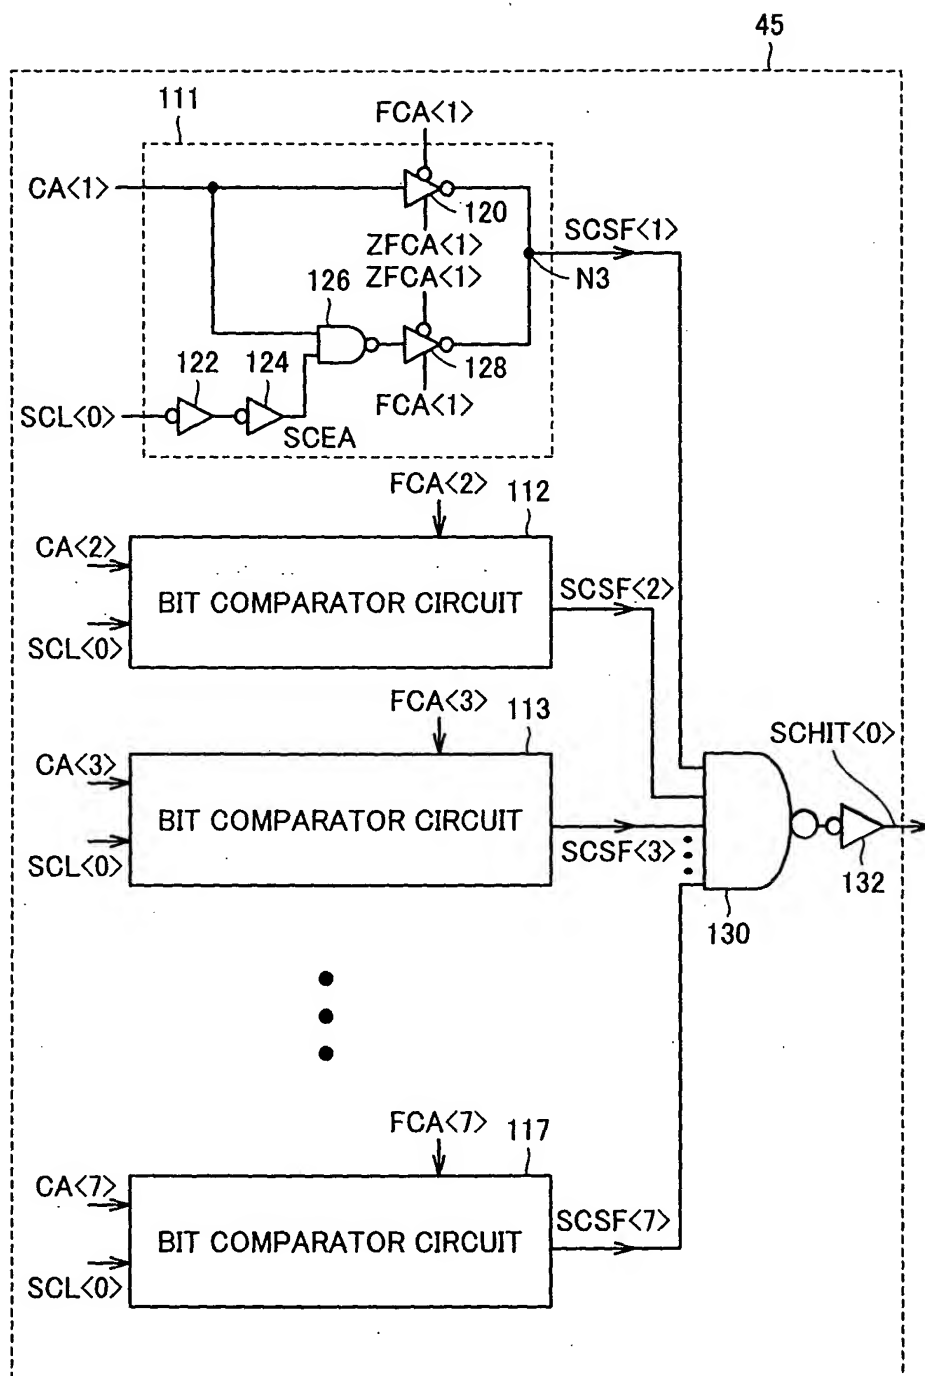 45
111
FCA<1>
CA<1>
120
SCSF<1>
ZFCA<1>
ZFCA<1>
N3
126
122
124
128
SCL<0>
SCEA
FCA<1>
FCA<2>
112
CA<2>
BIT COMPARATOR CIRCUIT
SCSF<2>
SCL<0>
FCA<3>
113
SCHIT<0>
CA<3>
BIT COMPARATOR CIRCUIT
SCSF<3>
SCL<0>
132
130
FCA<7>
117
CA<7>
BIT COMPARATOR CIRCUIT
SCSF<7>
SCL<0>